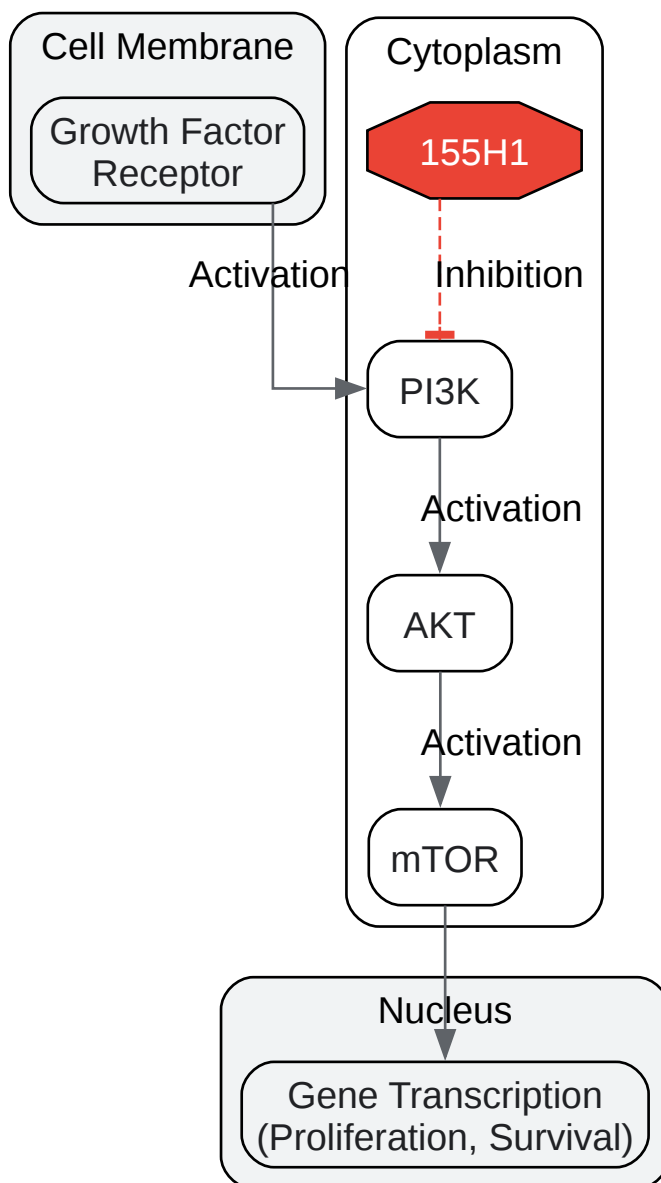 Cell Membrane
Growth Factor
Receptor
Cytoplasm
155H1
Activation
Inhibition
PI3K
Activation
AKT
Activation
mTOR
Nucleus
Gene Transcription
(Proliferation, Survival)